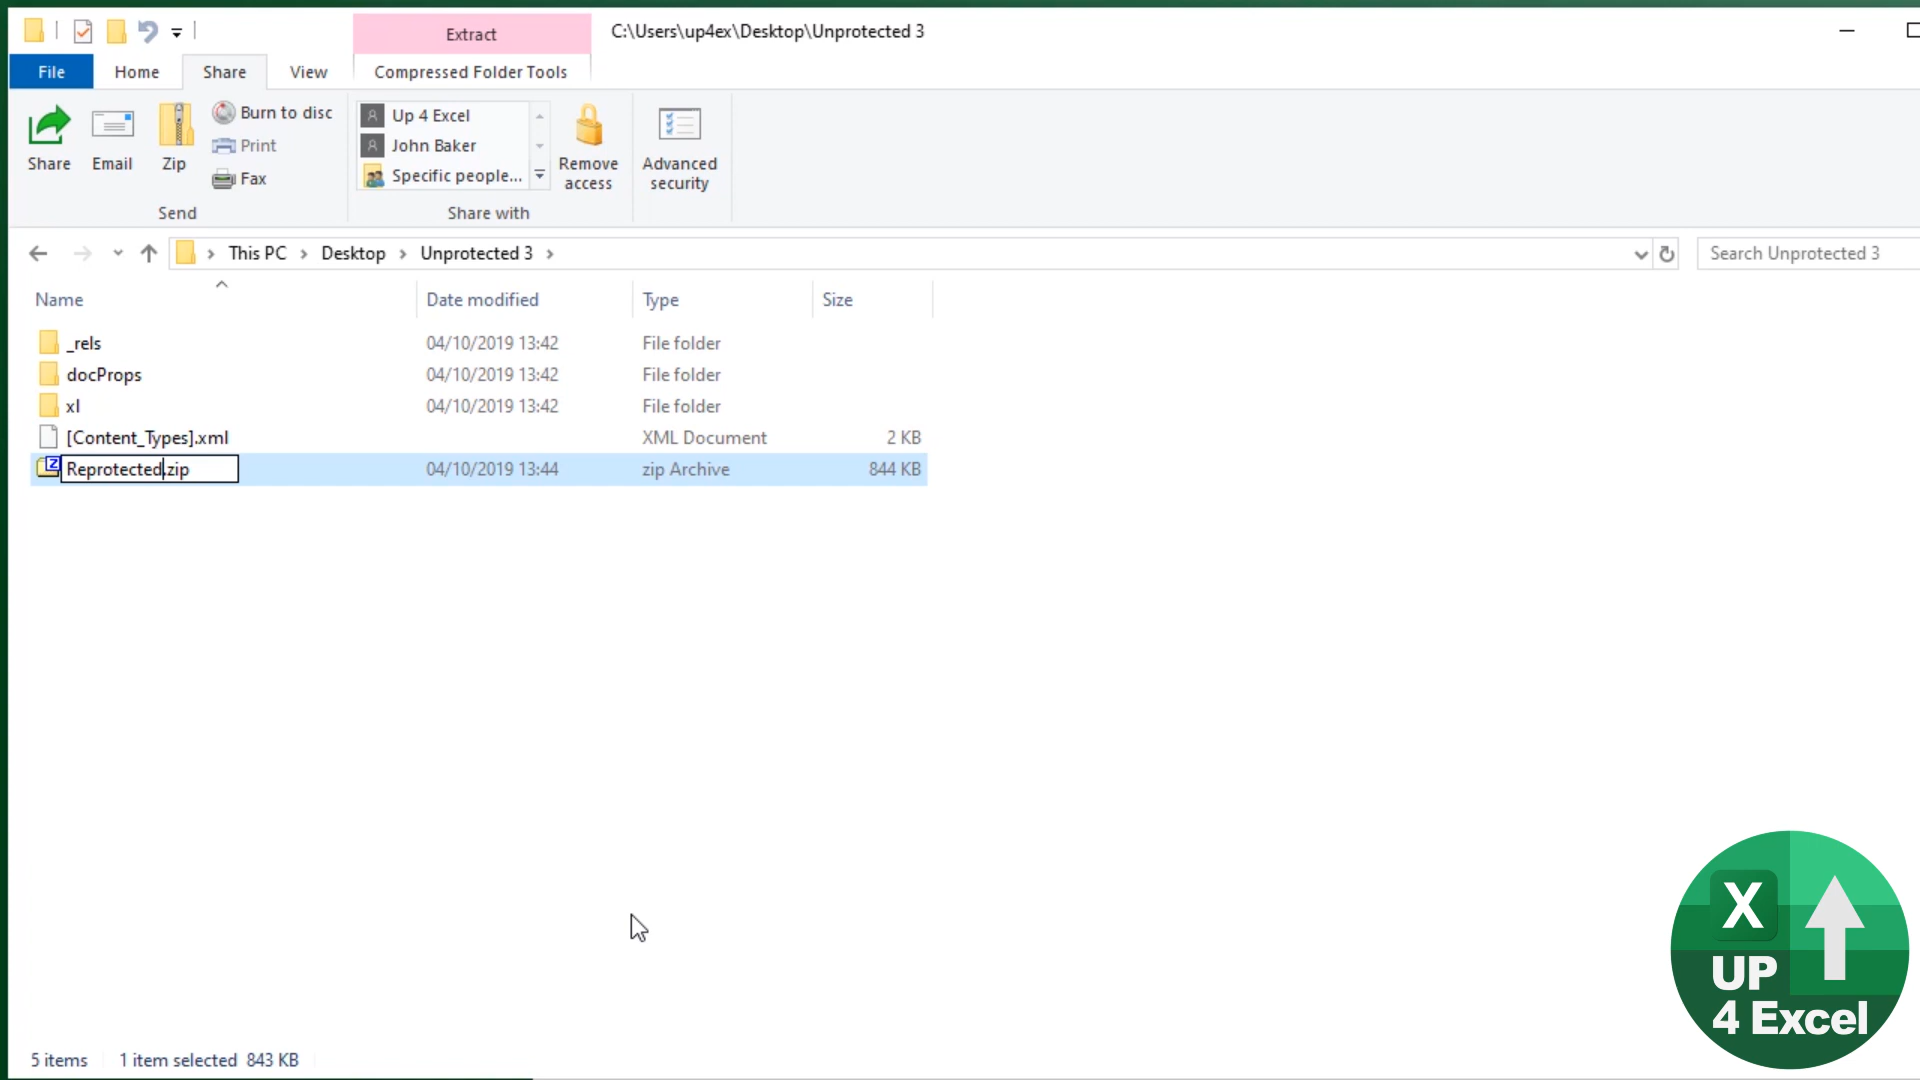 Extract
C:\Users\up4ex\Desktop\Unprotected 3
File
Home
Share
View
Compressed Folder Tools
Share
Email
Zip
Burn to disc
Print
Fax
Send
Up 4 Excel
John Baker
Specific people...
Share with
Remove
access
Advanced
security
This PC
Desktop
Unprotected 3
Search Unprotected 3
Name
Date modified
Type
Size
_rels
04/10/2019 13:42
File folder
docProps
04/10/2019 13:42
File folder
xl
04/10/2019 13:42
File folder
[Content_Types].xml
XML Document
2 KB
Reprotected.zip
04/10/2019 13:44
zip Archive
844 KB
X
UP
4 Excel
5 items
1 item selected 843 KB